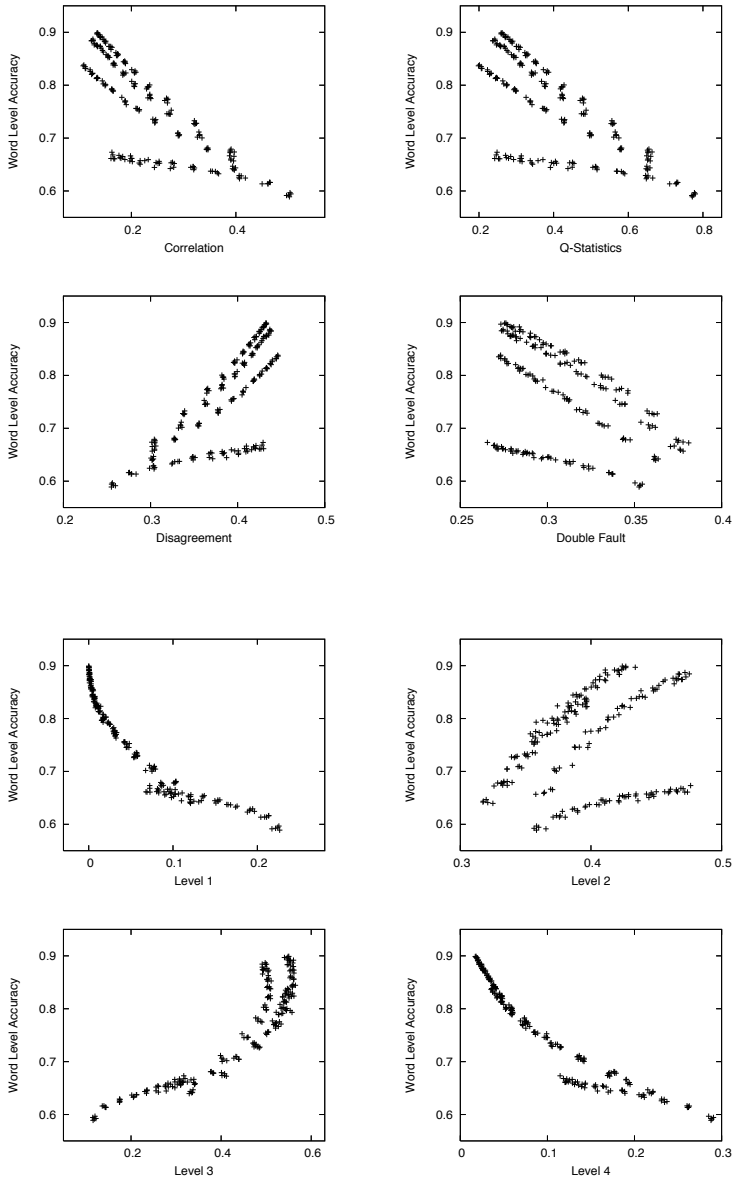 0.9
0.8
0.7
0.6
Word Level Accuracy
0.2 0.4
Correlation
0.9
0.8
0.7
0.6
Word Level Accuracy
0.2 0.4 0.6 0.8
Q-Statistics
0.9
0.8
0.7
0.6
Word Level Accuracy
0.2 0.3 0.4 0.5
Disagreement
0.9
0.8
0.7
0.6
Word Level Accuracy
0.25 0.3 0.35 0.4
Double Fault
0.9
0.8
0.7
0.6
Word Level Accuracy
0 0.1 0.2
Level 1
0.9
0.8
0.7
0.6
Word Level Accuracy
0.3 0.4 0.5
Level 2
0.9
0.8
0.7
0.6
Word Level Accuracy
0.2 0.4 0.6
Level 3
0.9
0.8
0.7
0.6
Word Level Accuracy
0 0.1 0.2 0.3
Level 4